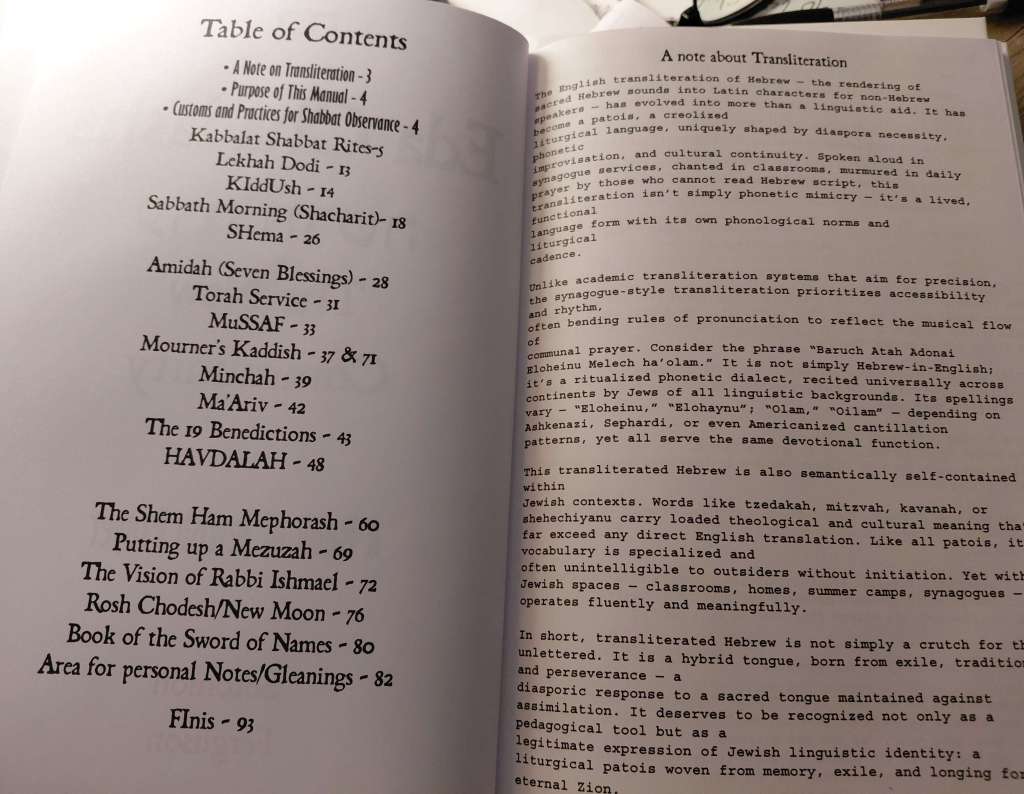 Table of Contents
• A Note on Transliteration - 3
• Purpose of This Manual - 4
• Customs and Practices for Shabbat Observance - 4
Kabbalat Shabbat Rites-5
Lekhah Dodi - 13
KIddUsh - 14
Sabbath Morning (Shacharit)- 18
SHema - 26
Amidah (Seven Blessings) - 28
Torah Service - 31
MuSSAF - 33
Mourner's Kaddish - 37 & 71
Minchah - 39
Ma'Ariv - 42
The 19 Benedictions - 43
HAVDALAH - 48
The Shem Ham Mephorash - 60
Putting up a Mezuzah - 69
The Vision of Rabbi Ishmael - 72
Rosh Chodesh/New Moon - 76
Book of the Sword of Names - 80
Area for personal Notes/Gleanings - 82
FInis - 93
A note about Transliteration
The English transliteration of Hebrew — the rendering of
sacred Hebrew sounds into Latin characters for non-Hebrew
speakers — has evolved into more than a linguistic aid. It has
become a patois, a creolized
liturgical language, uniquely shaped by diaspora necessity,
phonetic
improvisation, and cultural continuity. Spoken aloud in
synagogue services, chanted in classrooms, murmured in daily
prayer by those who cannot read Hebrew script, this
transliteration isn't simply phonetic mimicry — it's a lived,
functional
language form with its own phonological norms and
liturgical
cadence.
Unlike academic transliteration systems that aim for precision,
the synagogue-style transliteration prioritizes accessibility
and rhythm,
often bending rules of pronunciation to reflect the musical flow
of
communal prayer. Consider the phrase “Baruch Atah Adonai
Eloheinu Melech ha’olam.” It is not simply Hebrew-in-English;
it’s a ritualized phonetic dialect, recited universally across
continents by Jews of all linguistic backgrounds. Its spellings
vary — “Eloheinu,” “Elohaynu”; “Olam,” “Oilam” — depending on
Ashkenazi, Sephardi, or even Americanized cantillation
patterns, yet all serve the same devotional function.
This transliterated Hebrew is also semantically self-contained
within
Jewish contexts. Words like tzedakah, mitzvah, kavanah, or
shehechiyanu carry loaded theological and cultural meaning tha
far exceed any direct English translation. Like all patois, it
vocabulary is specialized and
often unintelligible to outsiders without initiation. Yet with
Jewish spaces — classrooms, homes, summer camps, synagogues —
operates fluently and meaningfully.
In short, transliterated Hebrew is not simply a crutch for th
unlettered. It is a hybrid tongue, born from exile, tradition
and perseverance — a
diasporic response to a sacred tongue maintained against
assimilation. It deserves to be recognized not only as a
pedagogical tool but as a
legitimate expression of Jewish linguistic identity: a
liturgical patois woven from memory, exile, and longing for
eternal Zion.